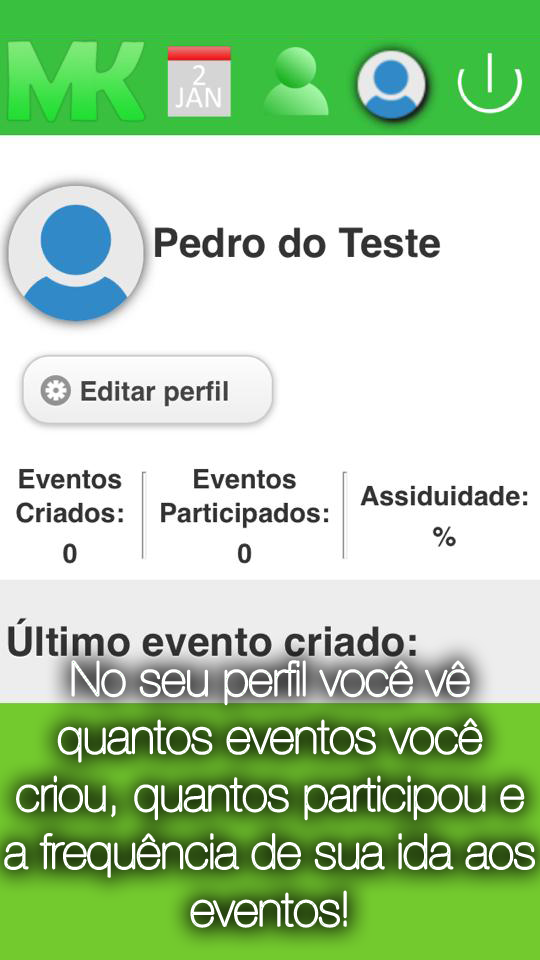 MK
2
JAN
Pedro do Teste
Editar perfil
Eventos
Criados:
0
Eventos
Participados:
0
Assiduidade:
%
Último evento criado:
No seu perfil você vê
quantos eventos você
criou, quantos participou e
a frequência de sua ida aos
eventos!